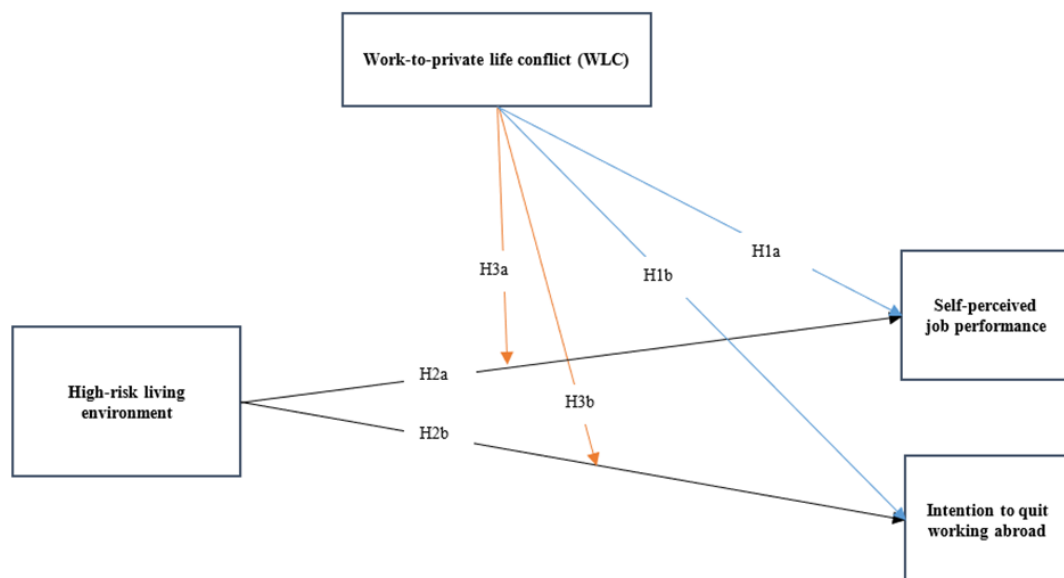 Work-to-private life conflict (WLC)
H1a
H3a
H1b
Self-perceived
job performance
H2a
High-risk living
environment
H3b
H2b
Intention to quit
working abroad